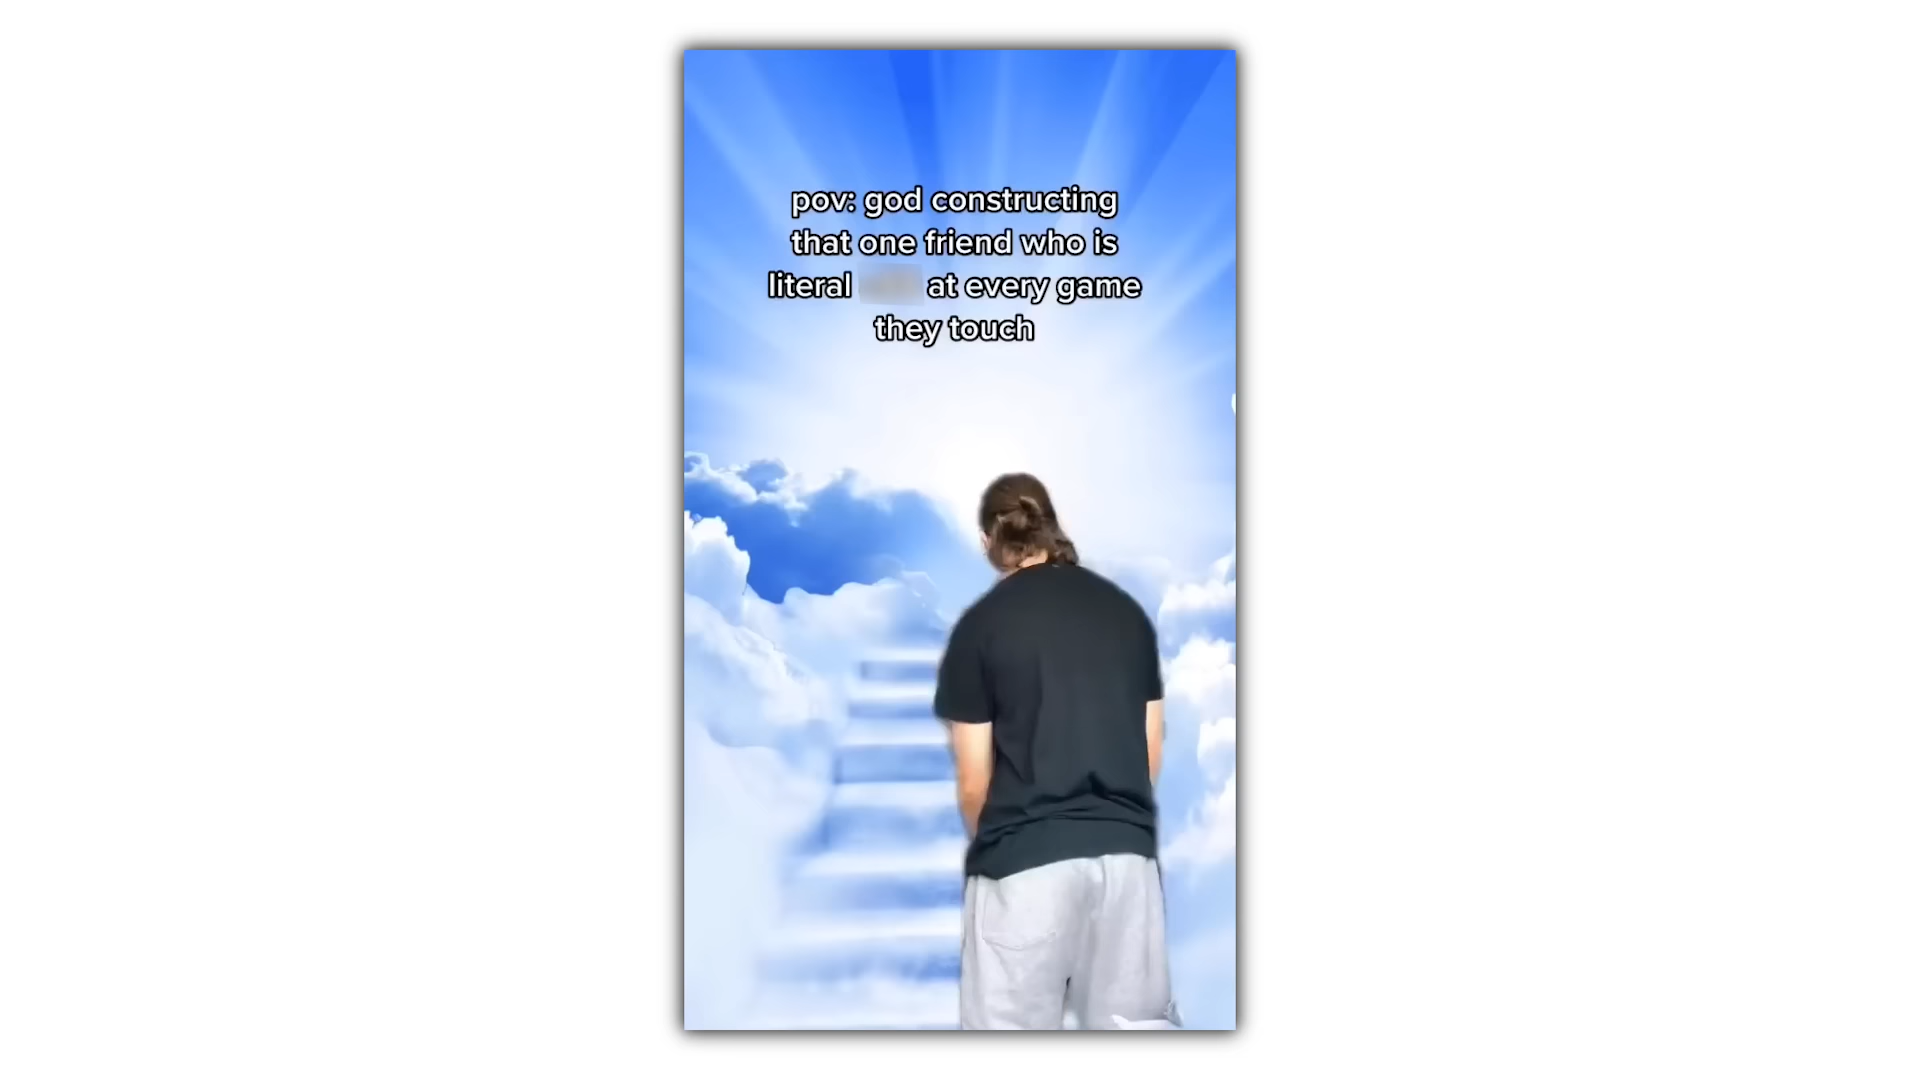 pov: god constructing
that one friend who is
literal at every game
they touch